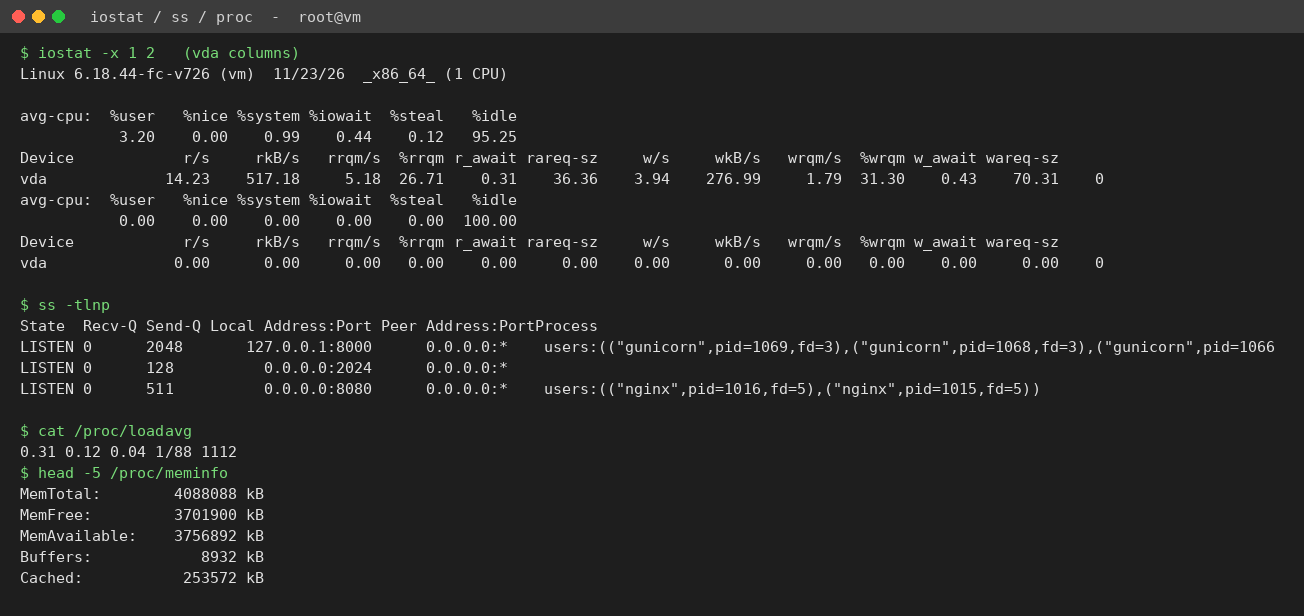 iostat / ss / proc  -  root@vm
$ iostat -x 1 2   (vda columns)
Linux 6.18.44-fc-v726 (vm)  11/23/26  _x86_64_ (1 CPU)
avg-cpu:  %user   %nice %system %iowait  %steal   %idle
           3.20    0.00    0.99    0.44    0.12   95.25
Device            r/s     rkB/s   rrqm/s  %rrqm r_await rareq-sz     w/s     wkB/s   wrqm/s  %wrqm w_await wareq-sz
vda             14.23    517.18     5.18  26.71    0.31    36.36    3.94    276.99     1.79  31.30    0.43    70.31    0
avg-cpu:  %user   %nice %system %iowait  %steal   %idle
           0.00    0.00    0.00    0.00    0.00  100.00
Device            r/s     rkB/s   rrqm/s  %rrqm r_await rareq-sz     w/s     wkB/s   wrqm/s  %wrqm w_await wareq-sz
vda              0.00      0.00     0.00   0.00    0.00     0.00    0.00      0.00     0.00   0.00    0.00     0.00    0
$ ss -tlnp
State  Recv-Q Send-Q Local Address:Port Peer Address:PortProcess
LISTEN 0      2048       127.0.0.1:8000      0.0.0.0:*    users:(("gunicorn",pid=1069,fd=3),("gunicorn",pid=1068,fd=3),("gunicorn",pid=1066
LISTEN 0      128          0.0.0.0:2024      0.0.0.0:*
LISTEN 0      511          0.0.0.0:8080      0.0.0.0:*    users:(("nginx",pid=1016,fd=5),("nginx",pid=1015,fd=5))
$ cat /proc/loadavg
0.31 0.12 0.04 1/88 1112
$ head -5 /proc/meminfo
MemTotal:        4088088 kB
MemFree:         3701900 kB
MemAvailable:    3756892 kB
Buffers:            8932 kB
Cached:           253572 kB